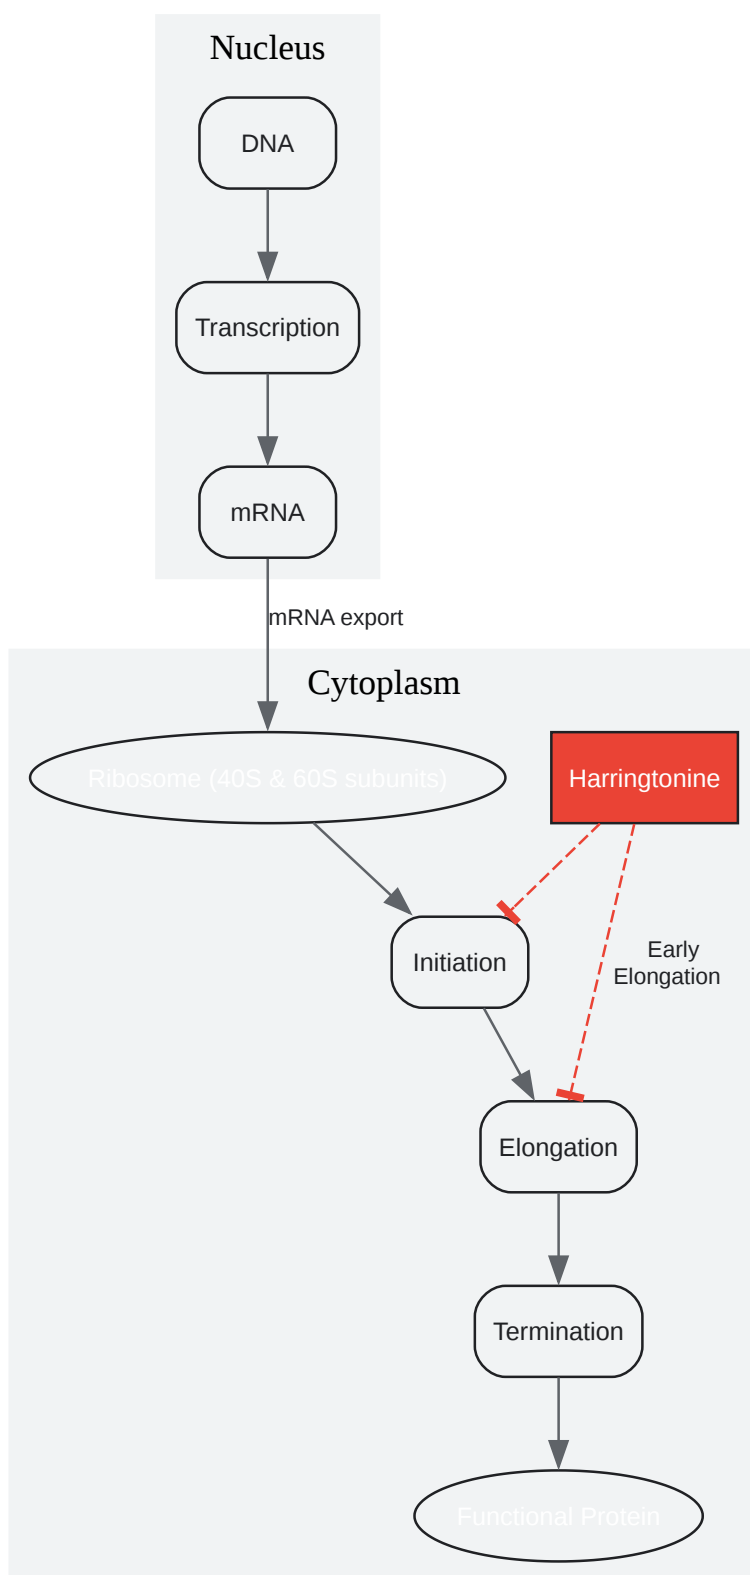 Nucleus
DNA
Transcription
mRNA
mRNA export
Cytoplasm
Ribosome (40S & 60S subunits)
Harringtonine
Initiation
Early
Elongation
Elongation
Termination
Functional Protein